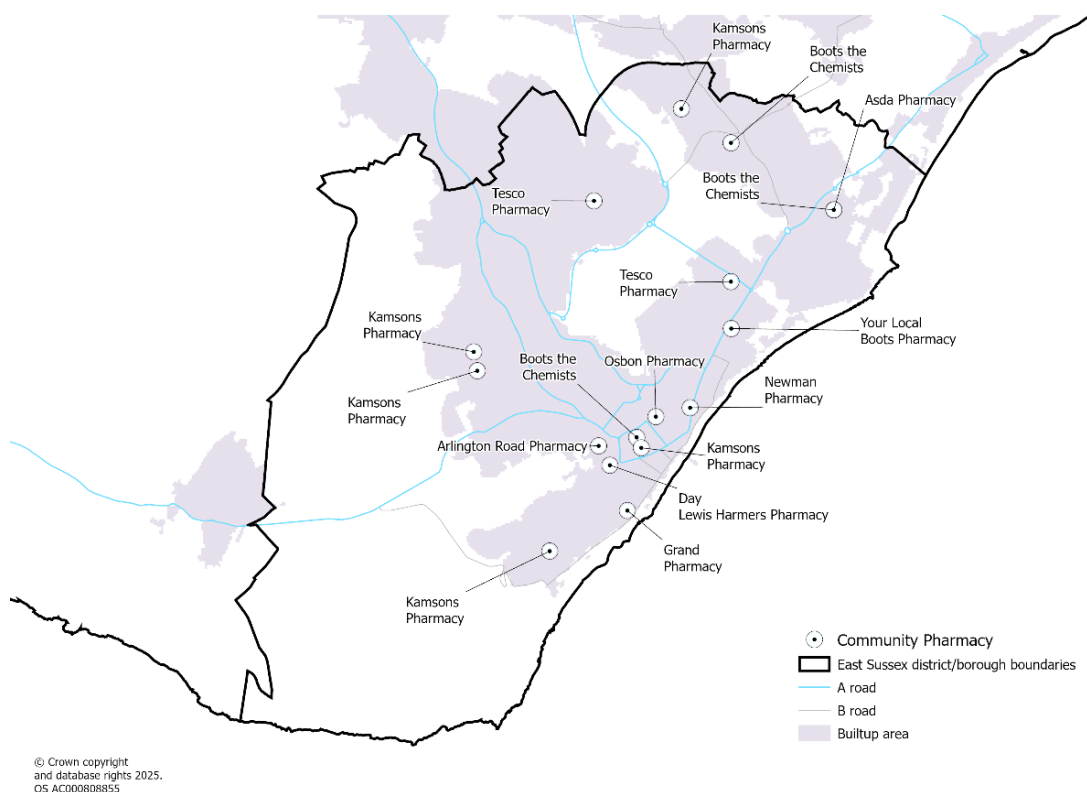 Kamsons
Pharmacy
Boots the
Chemists
Asda Pharmacy
Boots the
Chemists
Tesco
Pharmacy
Tesco
Pharmacy
Kamsons
Pharmacy
Your Local
Boots Pharmacy
Boots the
Chemists
Osbon Pharmacy
Newman
Pharmacy
Kamsons
Pharmacy
Arlington Road Pharmacy
Kamsons
Pharmacy
Day
Lewis Harmers Pharmacy
Grand
Pharmacy
Kamsons
Pharmacy
Community Pharmacy
East Sussex district/borough boundaries
A road
B road
Builtup area
© Crown copyright
and database rights 2025.
OS AC000808855